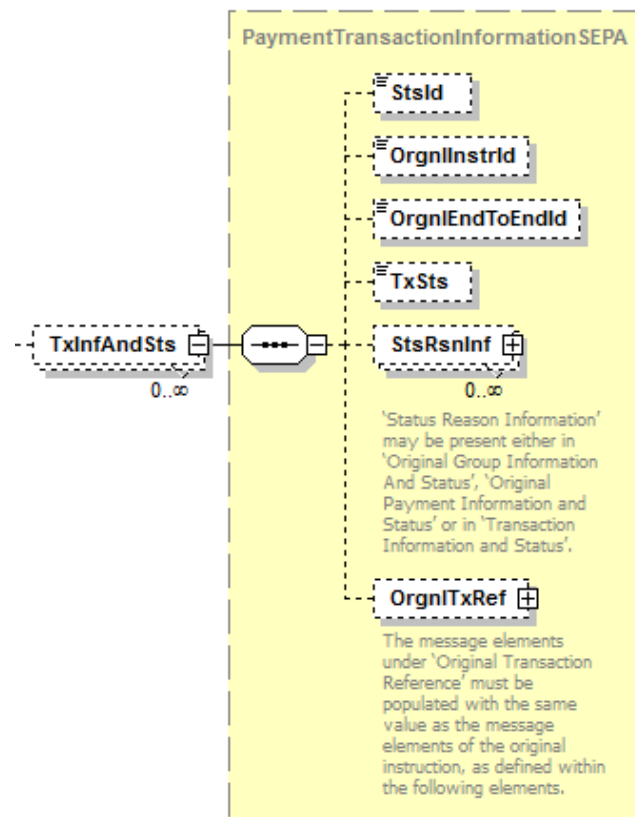 PaymentTransactionInformationSEPA
StsId
OrgnlInstrId
OrgnlEndToEndId
TxSts
TxInfAndSts
0..∞
StsRsnInf
0..∞
‘Status Reason Information’
may be present either in
‘Original Group Information
And Status’, ‘Original
Payment Information and
Status’ or in ‘Transaction
Information and Status’.
OrgnlTxRef
The message elements
under ‘Original Transaction
Reference’ must be
populated with the same
value as the message
elements of the original
instruction, as defined within
the following elements.